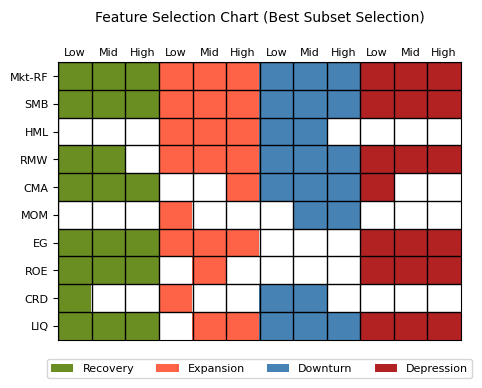 Feature Selection Chart (Best Subset Selection)
Low Mid High Low Mid High Low Mid High Low Mid High
Mkt-RF
SMB
HML
RMW
CMA
MOM
EG
ROE
CRD
LIQ
Recovery Expansion Downturn Depression